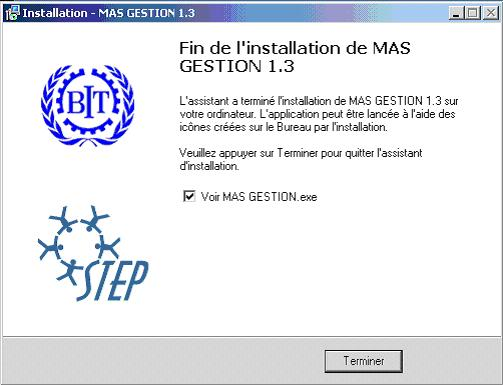 Installation - MAS GESTION 1.3
Fin de l'installation de MAS
GESTION 1.3
BIT
L'assistant a terminé l'installation de MAS GESTION 1.3 sur
votre ordinateur. L'application peut être lancée à l'aide des
icônes créées sur le Bureau par l'installation.
Veuillez appuyer sur Terminer pour quitter l'assistant
d'installation.
Voir MAS GESTION.exe
STEP
Terminer